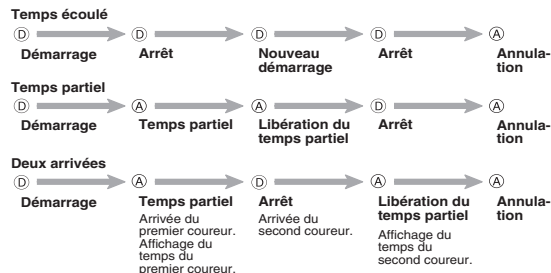 Temps écoulé
Ⓓ Ⓓ Ⓓ Ⓓ Ⓐ
Démarrage Arrêt Nouveau démarrage Arrêt Annula-
tion
Temps partiel
Ⓓ Ⓐ Ⓐ Ⓓ Ⓐ
Démarrage Temps partiel Libération du temps partiel Arrêt Annula-
tion
Deux arrivées
Ⓓ Ⓐ Ⓓ Ⓐ Ⓐ
Démarrage
Temps partiel
Arrivée du
premier coureur.
Affichage du
temps du
premier coureur.
Arrêt
Arrivée du
second coureur.
Libération du
temps partiel
Affichage du
temps du
second coureur.
Annula-
tion